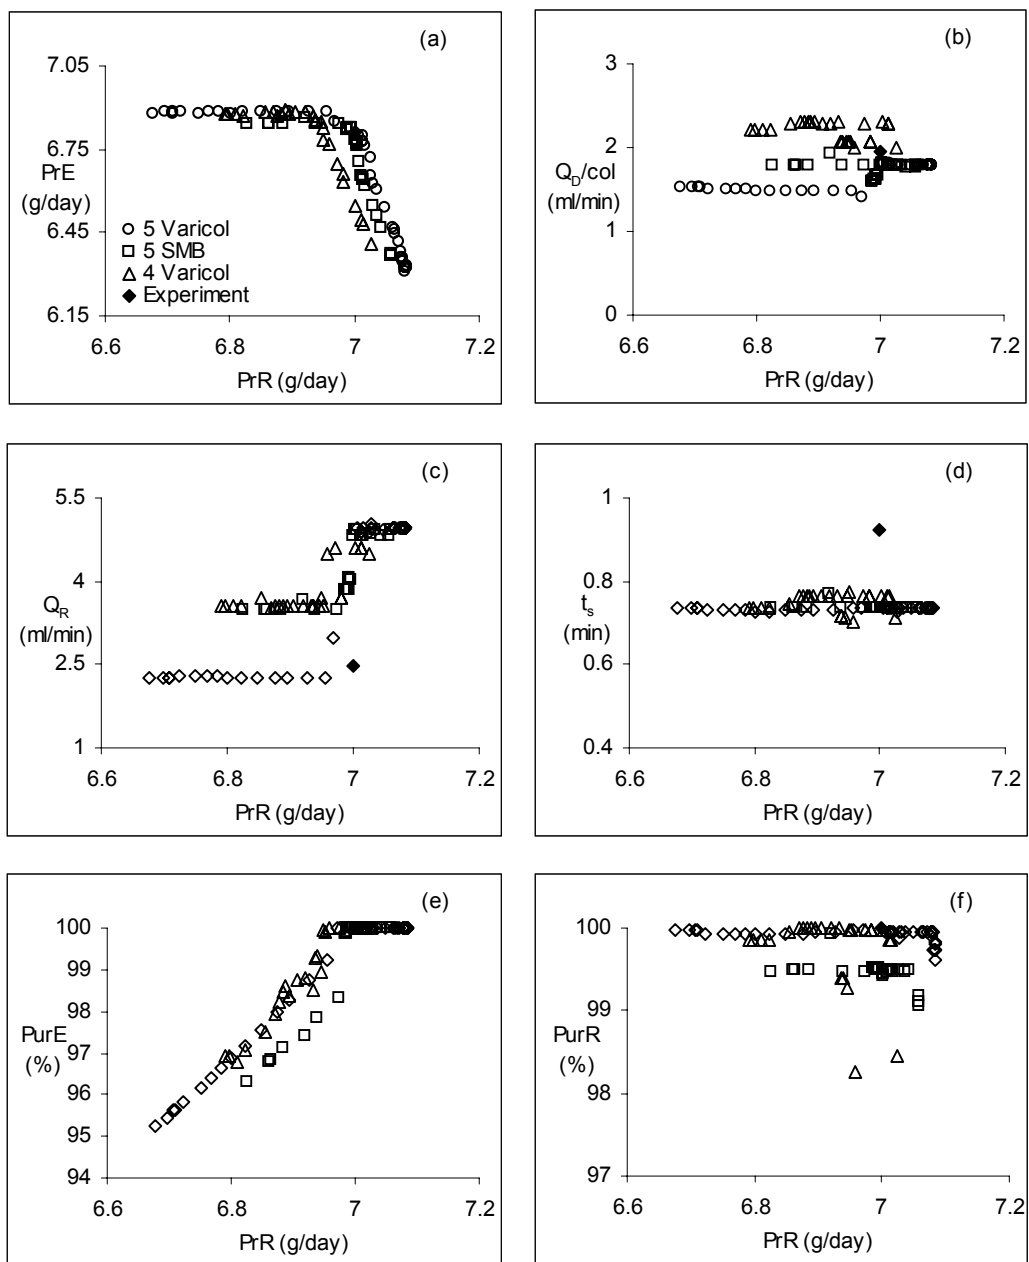 (a)
7.05
6.75
PrE
(g/day)
6.45
6.15
5 Varicol
5 SMB
4 Varicol
Experiment
6.6 6.8 7 7.2
PrR (g/day)
(b)
3
2
Q_D/col
(ml/min)
1
0
6.6 6.8 7 7.2
PrR (g/day)
(c)
5.5
4
Q_R
(ml/min)
2.5
1
6.6 6.8 7 7.2
PrR (g/day)
(d)
1
0.8
t_s
(min)
0.6
0.4
6.6 6.8 7 7.2
PrR (g/day)
(e)
100
99
98
PurE
97
(%)
96
95
94
6.6 6.8 7 7.2
PrR (g/day)
(f)
100
99
PurR
(%)
98
97
6.6 6.8 7 7.2
PrR (g/day)